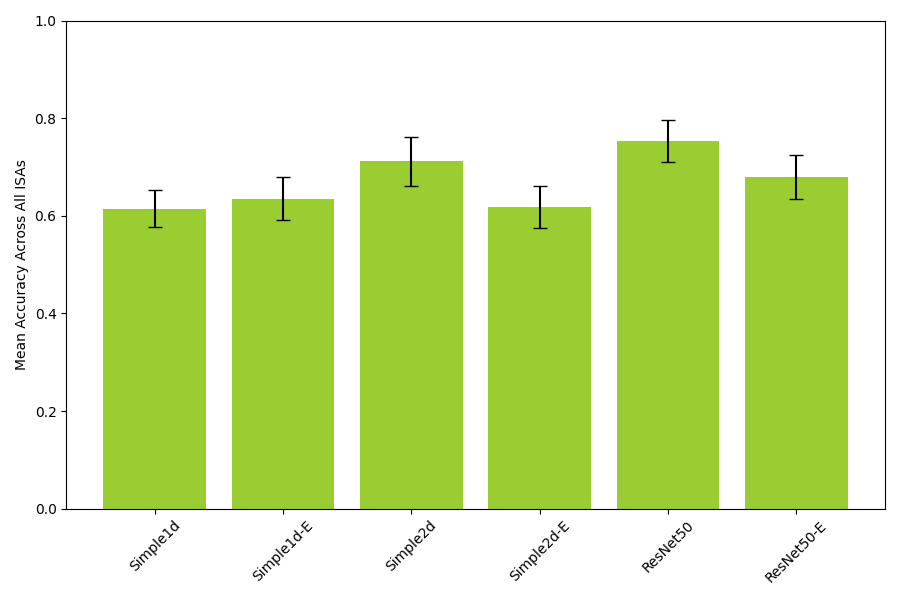 Mean Accuracy Across All ISAs
1.0
0.8
0.6
0.4
0.2
0.0
Simple1d
Simple1d-E
Simple2d
Simple2d-E
ResNet50
ResNet50-E